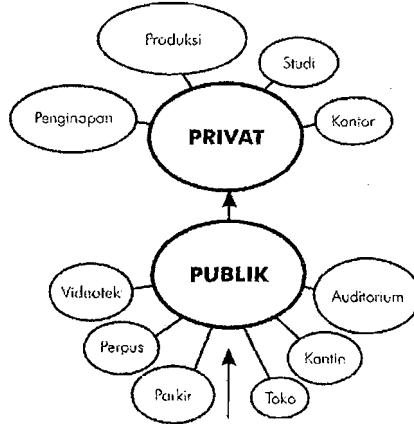 Produksi
Studi
Penginapan
PRIVAT
Kantor
PUBLIK
Videotek
Auditorium
Perpus
Kantin
Parkir
Toko